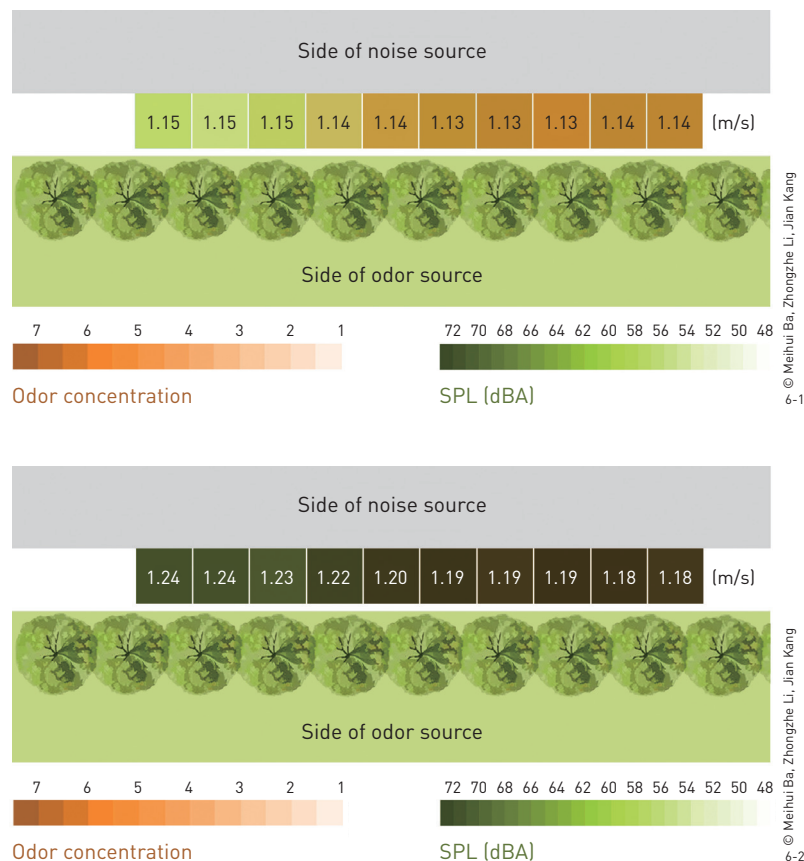 Side of noise source
1.15 1.15 1.15 1.14 1.14 1.13 1.13 1.13 1.14 1.14 (m/s)
Side of odor source
7 6 5 4 3 2 1
Odor concentration
72 70 68 66 64 62 60 58 56 54 52 50 48
SPL (dBA)
© Meihui Ba, Zhongzhe Li, Jian Kang
6-1
Side of noise source
1.24 1.24 1.23 1.22 1.20 1.19 1.19 1.19 1.18 1.18 (m/s)
Side of odor source
7 6 5 4 3 2 1
Odor concentration
72 70 68 66 64 62 60 58 56 54 52 50 48
SPL (dBA)
© Meihui Ba, Zhongzhe Li, Jian Kang
6-2